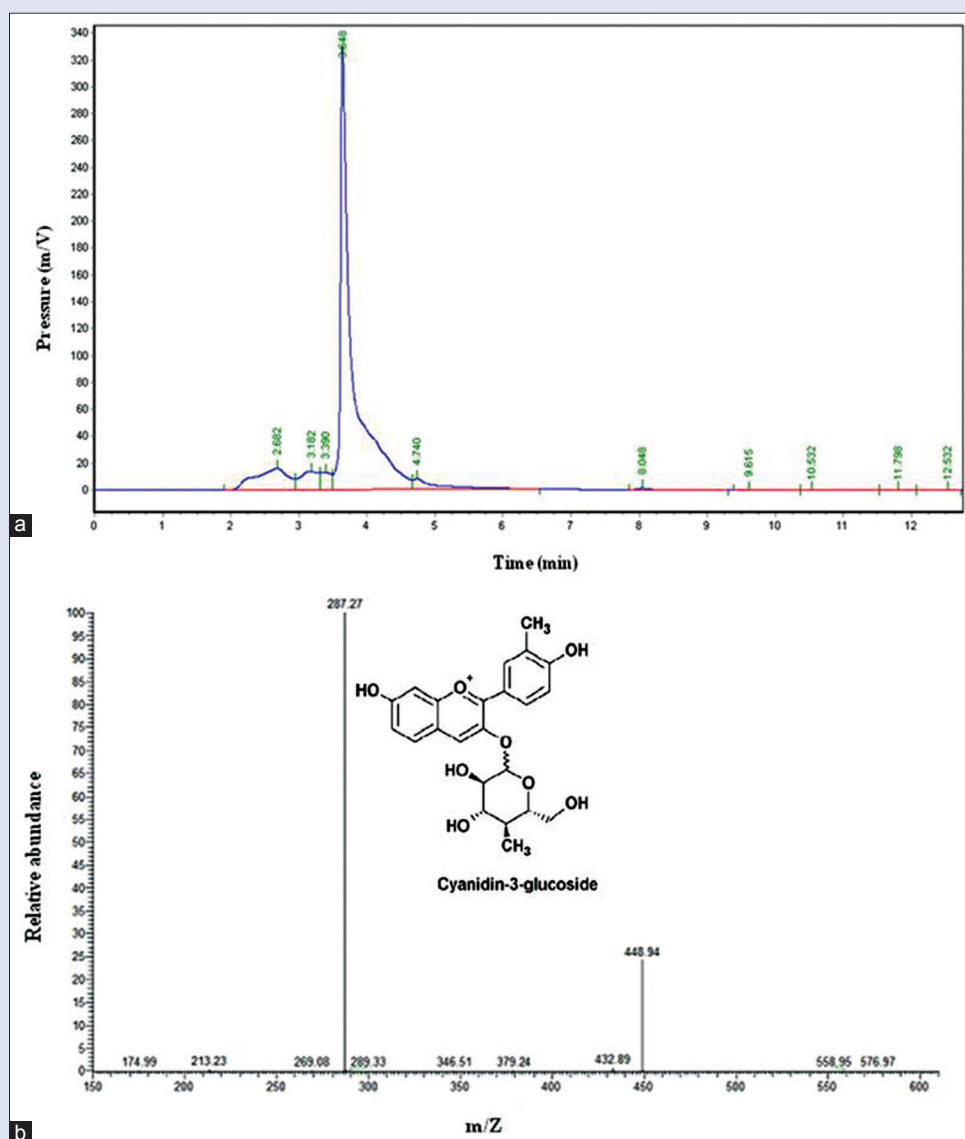 340
320
300
280
260
240
220
200
180
160
140
120
100
80
60
40
20
0
Pressure (m/V)
3.648
2.682
3.182
3.390
4.740
8.048
9.615
10.532
11.798
12.532
0 1 2 3 4 5 6 7 8 9 10 11 12
Time (min)
a
287.27
100
95
90
85
80
75
70
65
60
55
50
45
40
35
30
25
20
15
10
5
0
Relative abundance
CH3
OH
HO
O+
O
HO
O
OH
HO
CH3
Cyanidin-3-glucoside
448.94
174.99 213.23 269.08 289.33 346.51 379.24 432.89 558.95 576.97
150 200 250 300 350 400 450 500 550 600
m/Z
b